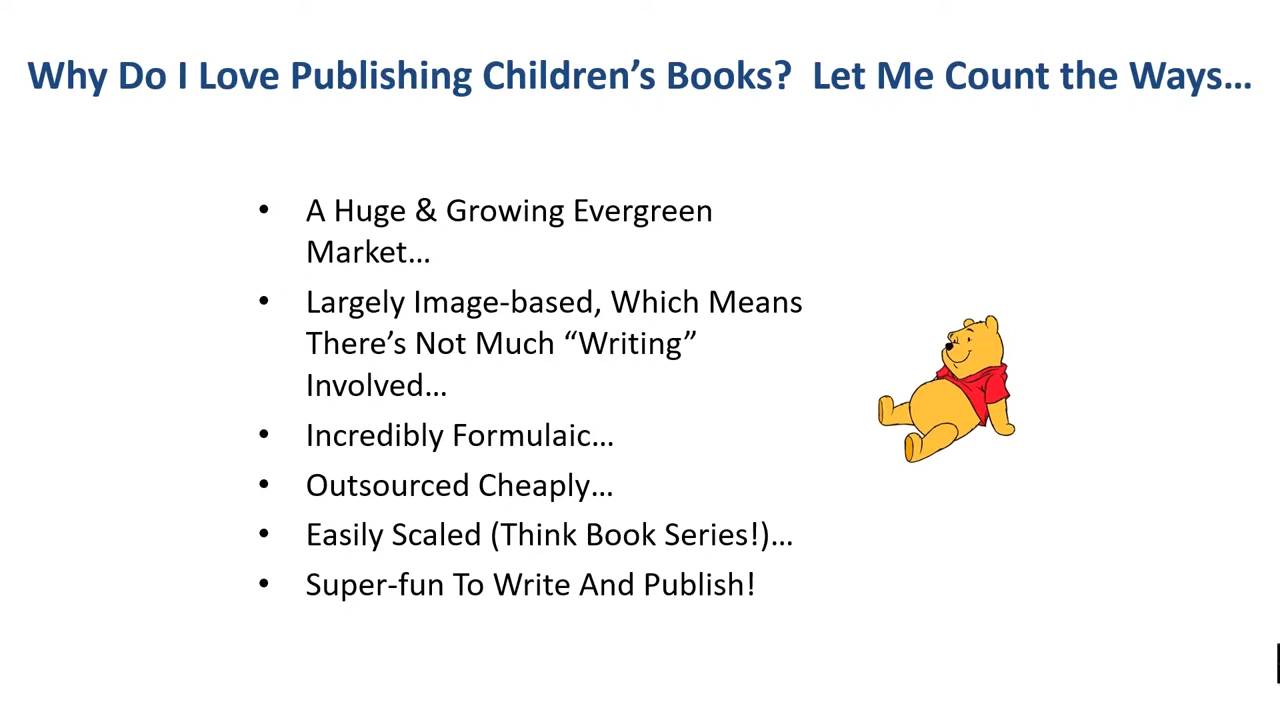 Why Do I Love Publishing Children’s Books?  Let Me Count the Ways…
• A Huge & Growing Evergreen
Market…
• Largely Image-based, Which Means
There’s Not Much “Writing”
Involved…
• Incredibly Formulaic…
• Outsourced Cheaply…
• Easily Scaled (Think Book Series!)…
• Super-fun To Write And Publish!